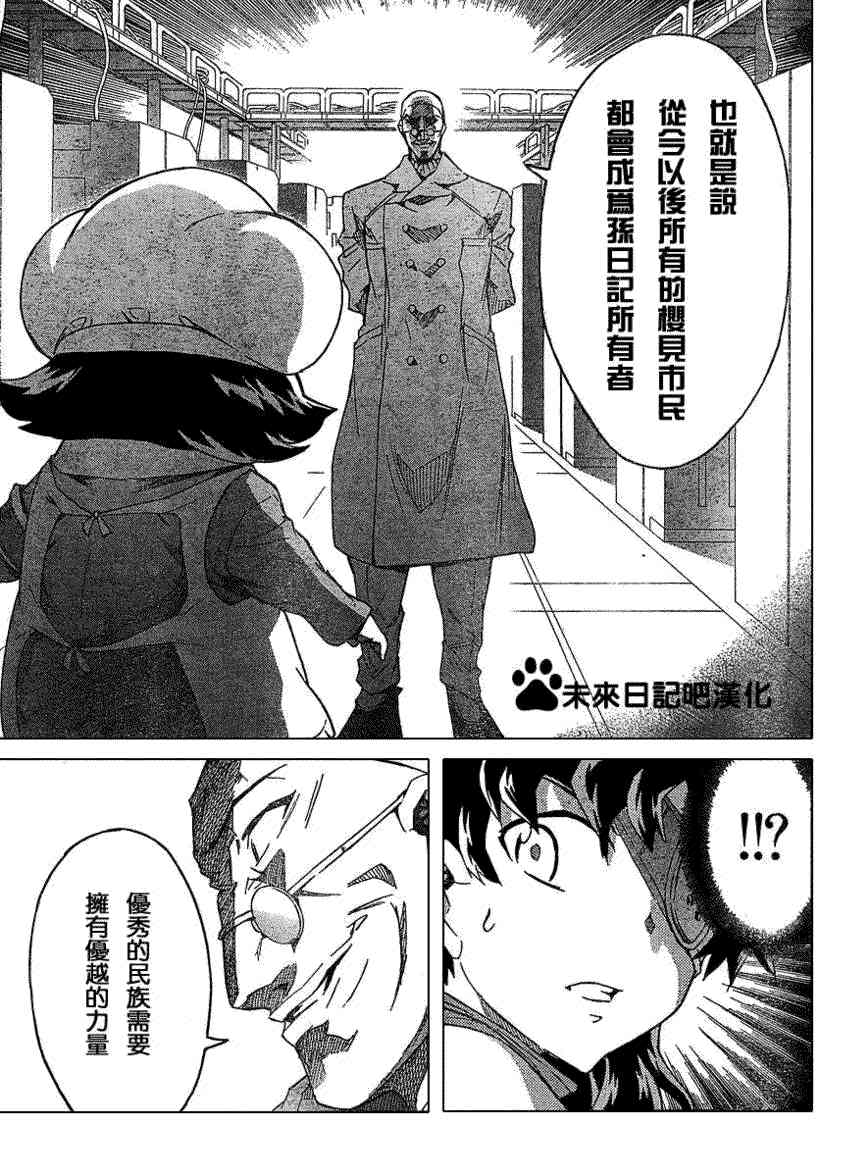 也就是說
從今以後所有的櫻見市民
都會成爲孫日記所有者
未來日記吧漢化
!!?
優秀的民族需要
擁有優越的力量